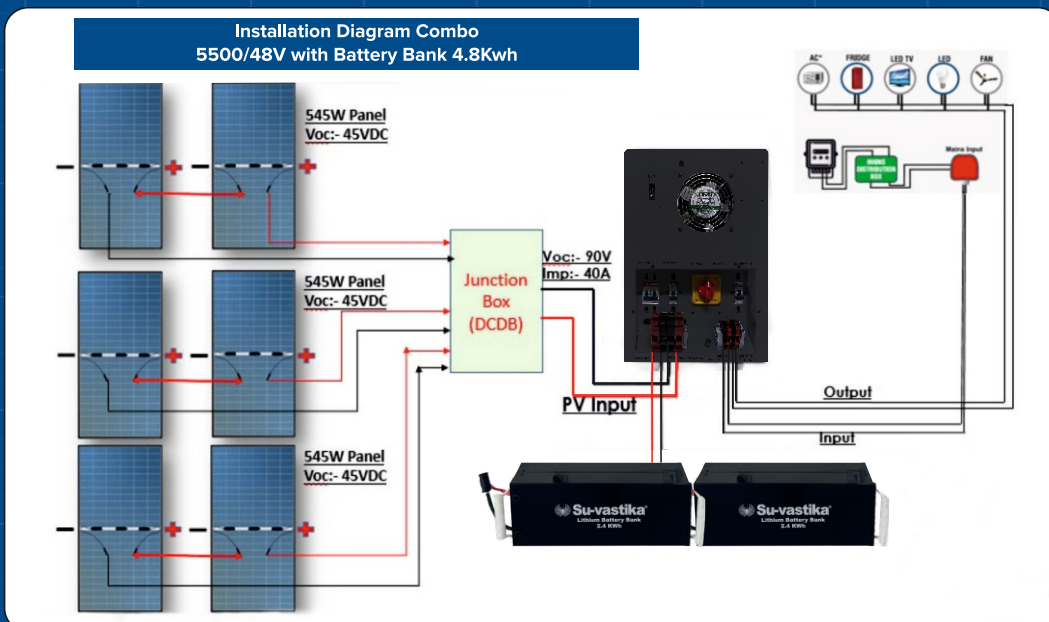 Installation Diagram Combo
5500/48V with Battery Bank 4.8Kwh
AC*
FRIDGE
LED TV
LED
FAN
MAINS
DISTRIBUTION
BOX
Mains Input
545W Panel
Voc:- 45VDC
545W Panel
Voc:- 45VDC
545W Panel
Voc:- 45VDC
Junction
Box
(DCDB)
Voc:- 90V
Imp:- 40A
PV Input
Output
Input
Su-vastika
Lithium Battery Bank
2.4 KWh
Su-vastika
Lithium Battery Bank
2.4 KWh